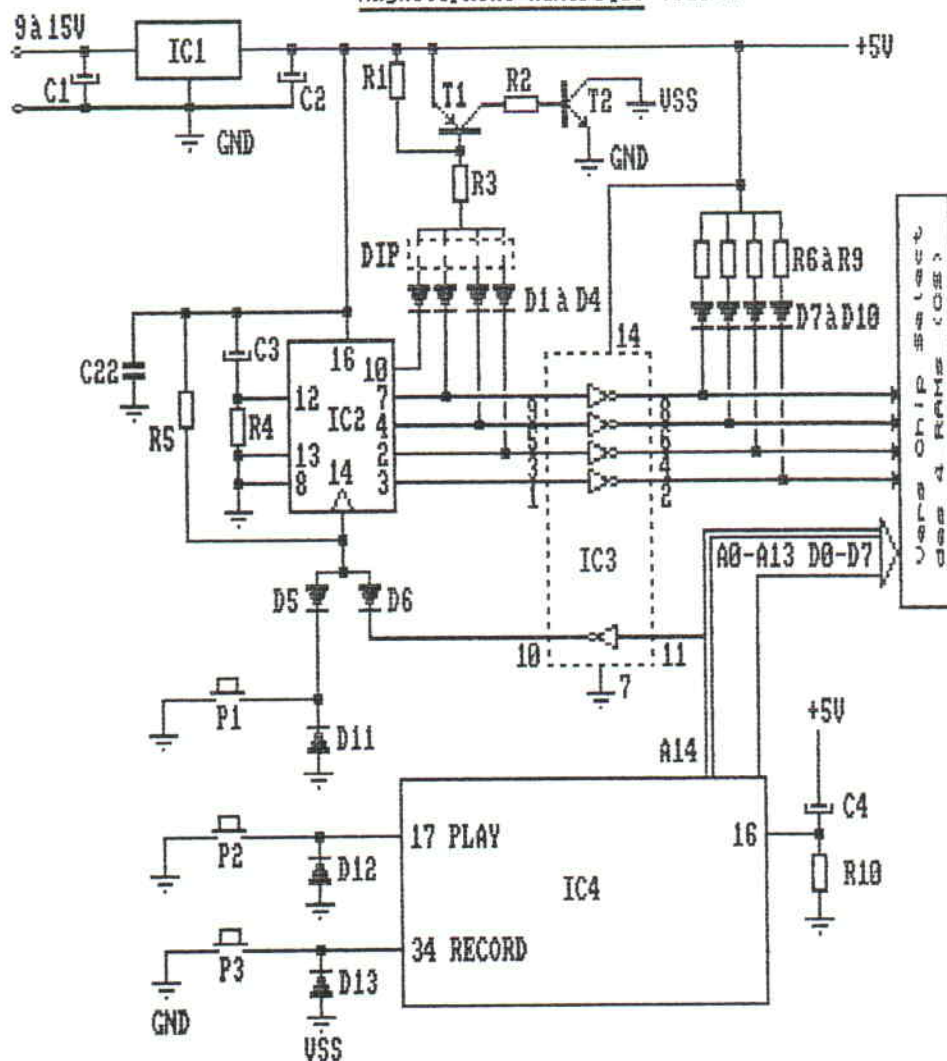 9 à 15V
IC1
C1
C2
GND
+5V
R1
T1
R2
T2
VSS
GND
R3
DIP
D1 à D4
R6 à R9
D7 à D10
C22
R5
C3
R4
16
12
13
8
14
IC2
10
7
4
2
3
14
9
5
3
1
8
6
4
2
IC3
A0-A13 D0-D7
D5
D6
10
11
7
P1
D11
A14
+5V
C4
R10
P2
D12
17 PLAY
16
IC4
P3
D13
34 RECORD
GND
VSS